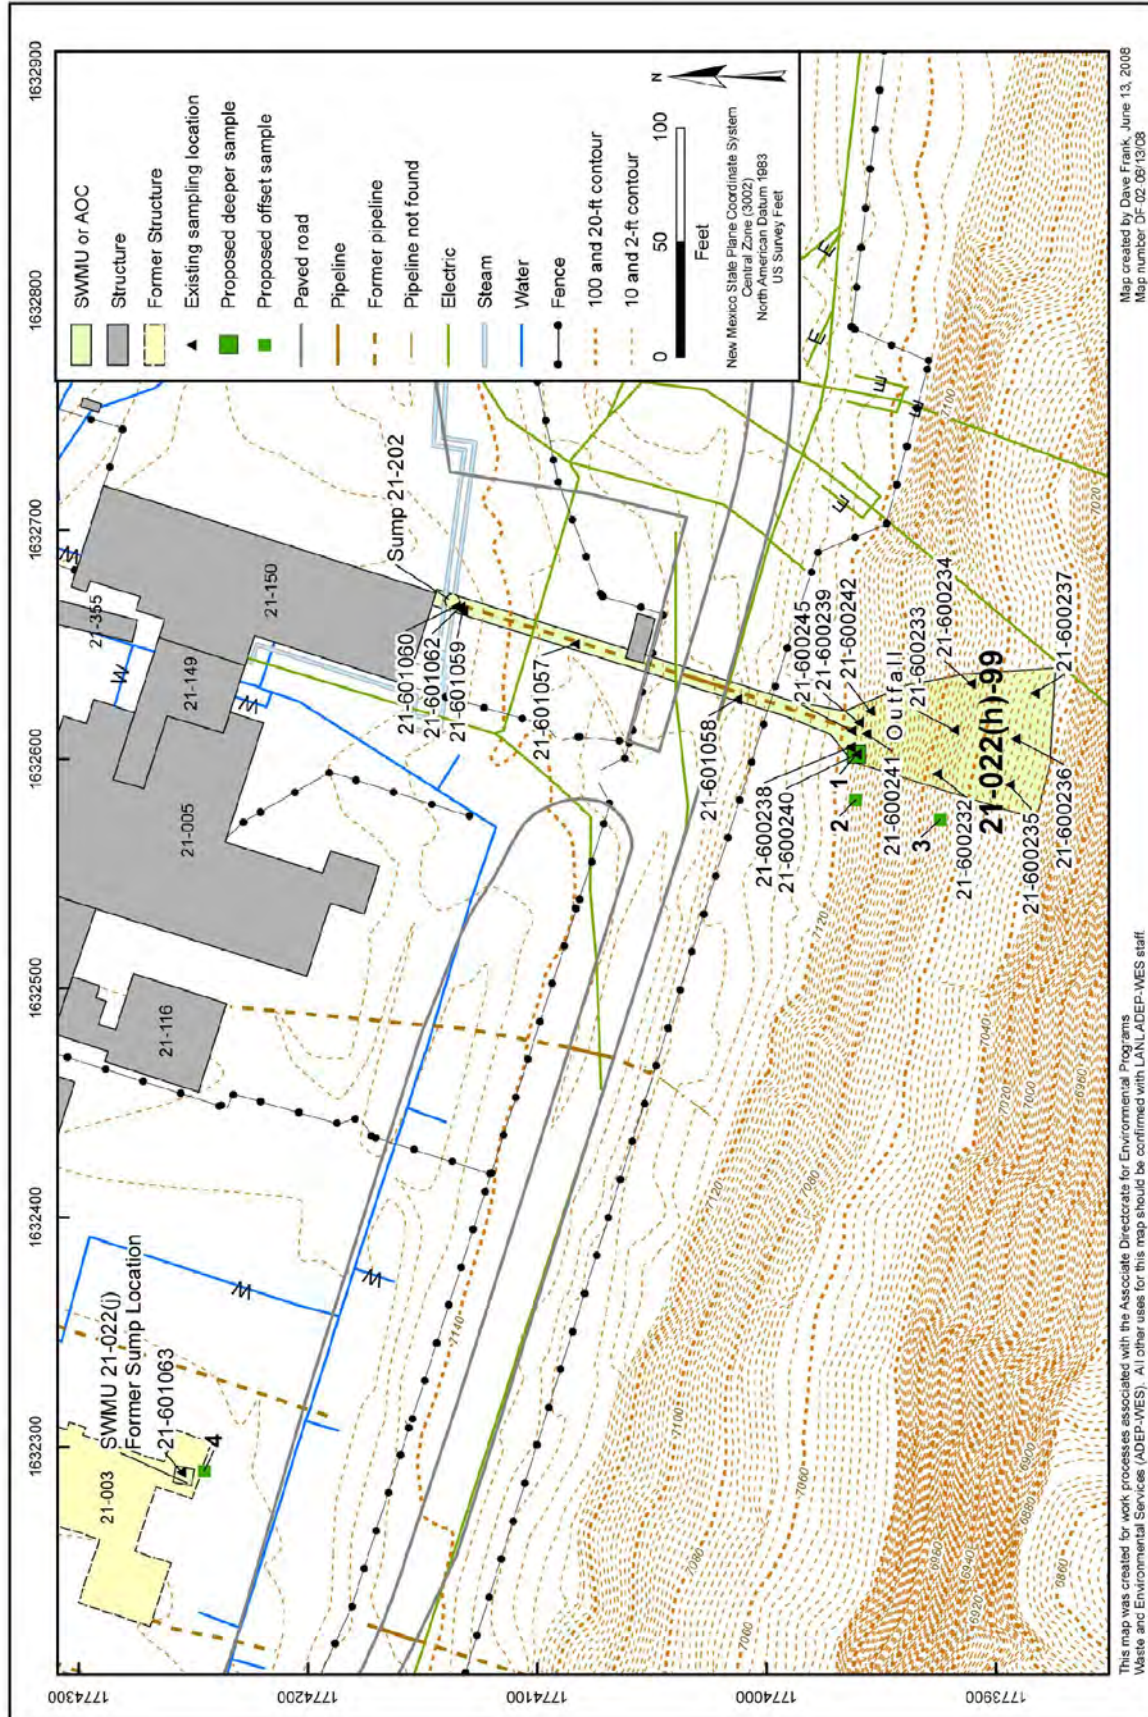 1632300
1632400
1632500
1632600
1632700
1632800
1632900
1774300
1774200
1774100
1774000
1773900
21-003
SWMU 21-022(j)
Former Sump Location
21-601063
4
21-116
21-005
21-149
21-355
21-150
W
W
W
W
W
W
Sump 21-202
21-601060
21-601062
21-601059
21-601057
21-601058
21-600238
21-600240
1
2
3
21-600245
21-600239
21-600242
21-600241
Outfall
21-600233
21-600234
21-600232
21-022(h)-99
21-600235
21-600236
21-600237
E
E
E
E
E
7140
7120
7120
7100
7100
7080
7080
7060
7060
7040
7020
7020
7000
6980
6960
6940
6920
6900
6880
6860
SWMU or AOC
Structure
Former Structure
Existing sampling location
Proposed deeper sample
Proposed offset sample
Paved road
Pipeline
Former pipeline
Pipeline not found
Electric
Steam
Water
Fence
100 and 20-ft contour
10 and 2-ft contour
N
0 50 100
Feet
New Mexico State Plane Coordinate System
Central Zone (3002)
North American Datum 1983
US Survey Feet
This map was created for work processes associated with the Associate Directorate for Environmental Programs
Waste and Environmental Services (ADEP-WES). All other uses for this map should be confirmed with LANL ADEP-WES staff.
Map created by Dave Frank, June 13, 2008
Map number DF-02-06/13/08